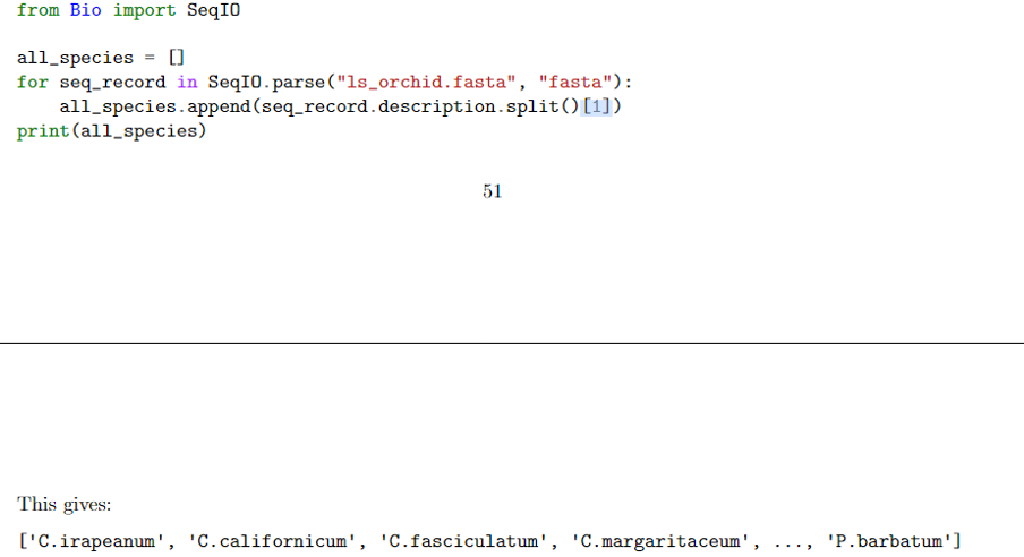 from Bio import SeqIO
all_species = []
for seq_record in SeqIO.parse("ls_orchid.fasta", "fasta"):
    all_species.append(seq_record.description.split()[1])
print(all_species)
51
This gives:
['C.irapeanum', 'C.californicum', 'C.fasciculatum', 'C.margaritaceum', ..., 'P.barbatum']